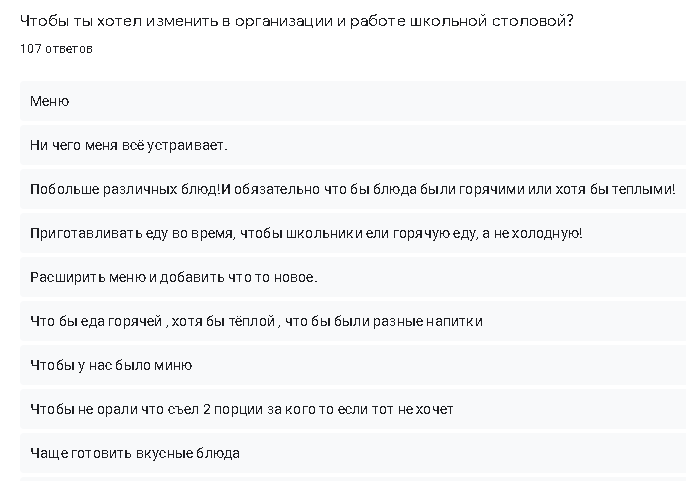 Чтобы ты хотел изменить в организации и работе школьной столовой?
107 ответов
Меню
Ни чего меня всё устраивает.
Побольше различных блюд!И обязательно что бы блюда были горячими или хотя бы теплыми!
Приготавливать еду во время, чтобы школьники ели горячую еду, а не холодную!
Расширить меню и добавить что то новое.
Что бы еда горячей , хотя бы тёплой , что бы были разные напитки
Чтобы у нас было миню
Чтобы не орали что съел 2 порции за кого то если тот не хочет
Чаще готовить вкусные блюда